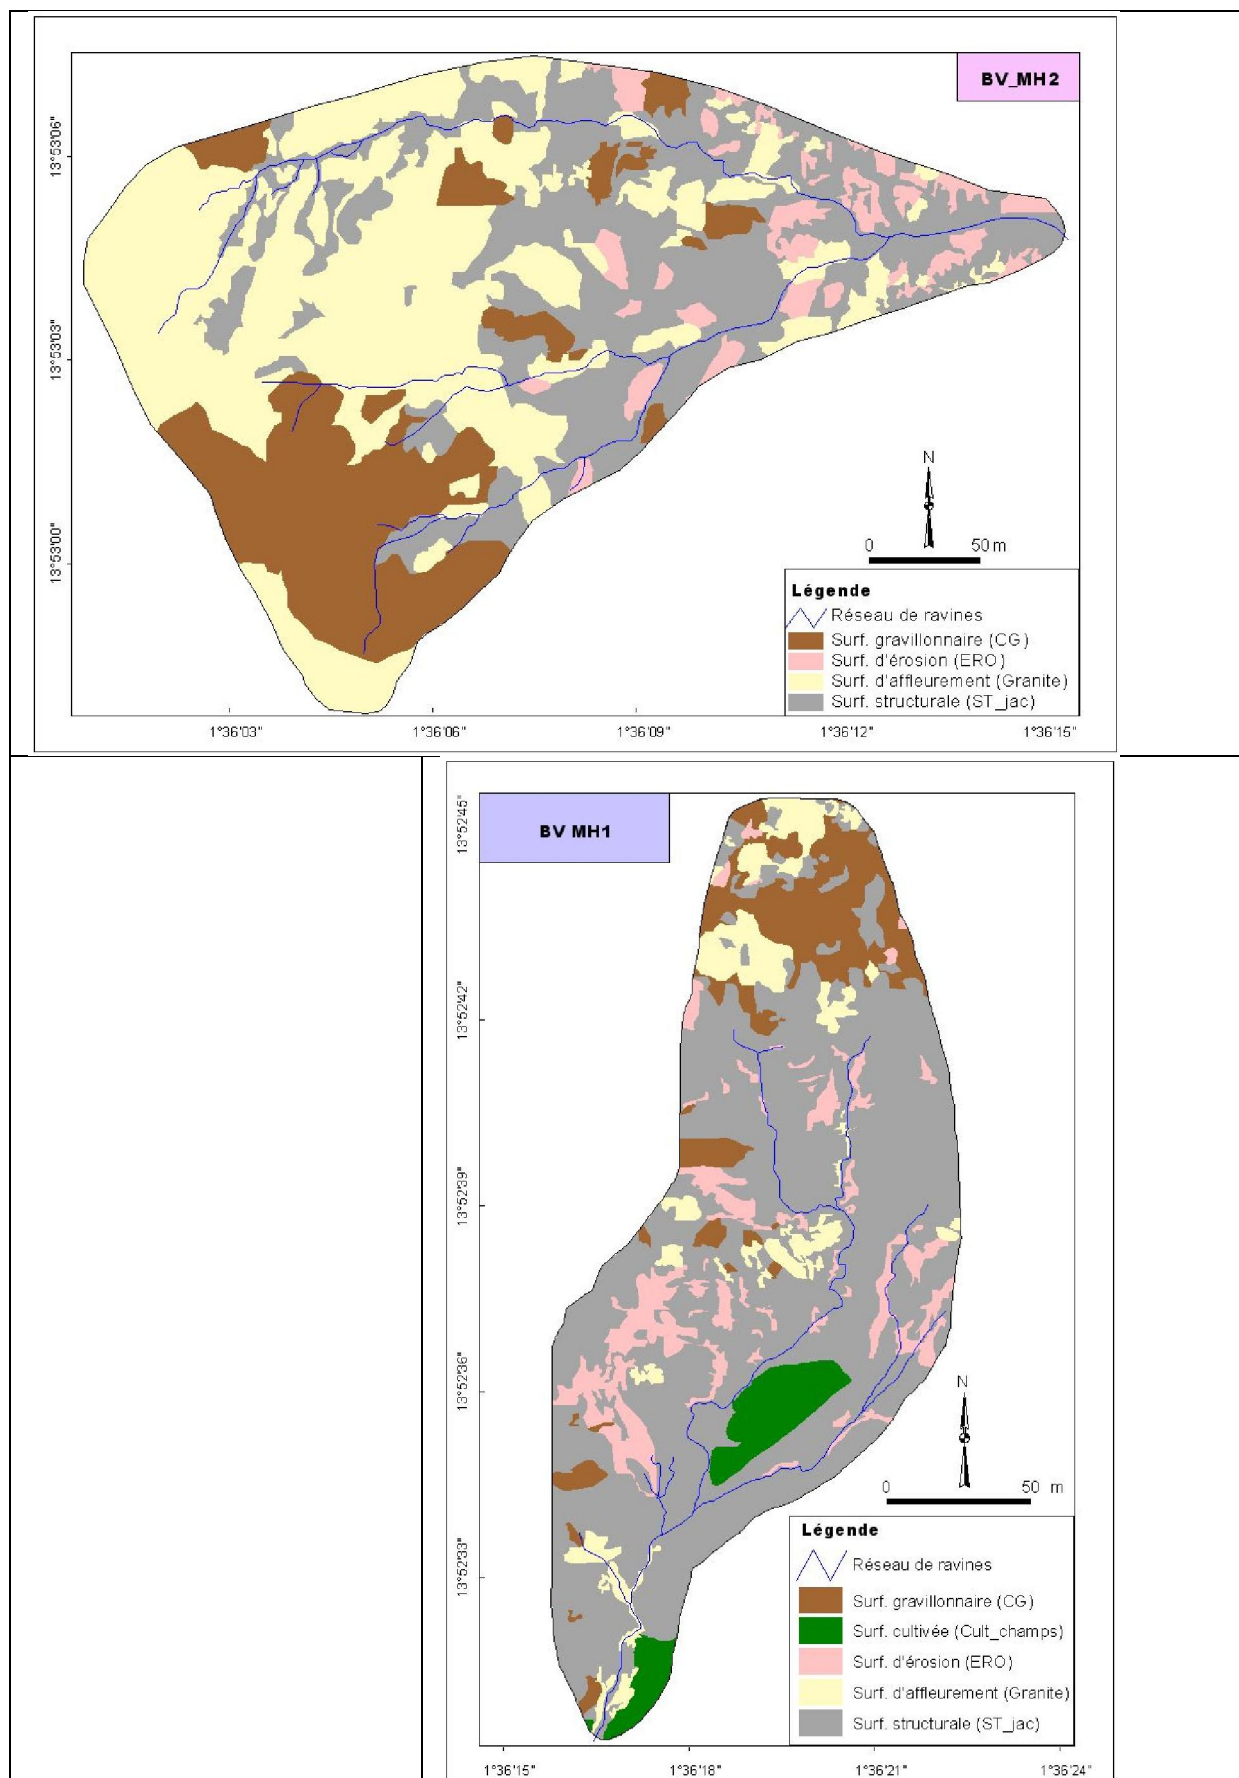 BV_MH2
13°53'06"
13°53'03"
13°53'00"
N
0 50 m
Légende
Réseau de ravines
Surf. gravillonnaire (CG)
Surf. d'érosion (ERO)
Surf. d'affleurement (Granite)
Surf. structurale (ST_jac)
1°36'03" 1°36'06" 1°36'09" 1°36'12" 1°36'15"
BV MH1
13°52'45"
13°52'42"
13°52'39"
13°52'36"
13°52'33"
N
0 50 m
Légende
Réseau de ravines
Surf. gravillonnaire (CG)
Surf. cultivée (Cult_champs)
Surf. d'érosion (ERO)
Surf. d'affleurement (Granite)
Surf. structurale (ST_jac)
1°36'15" 1°36'18" 1°36'21" 1°36'24"